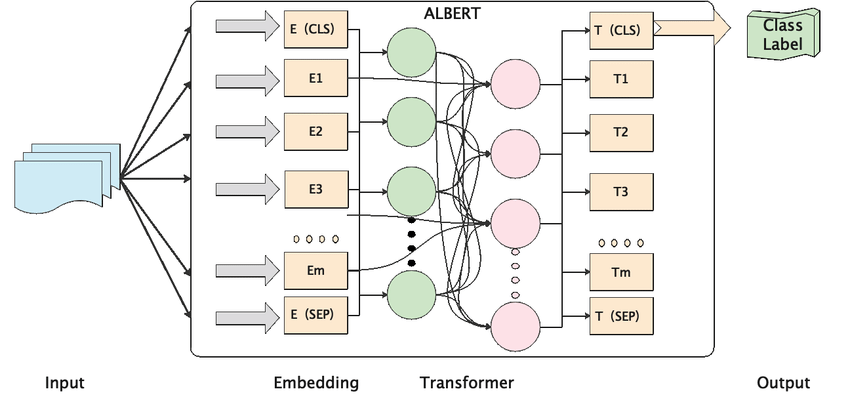 ALBERT
E (CLS)
T (CLS)
Class
Label
E1
T1
E2
T2
E3
T3
Em
Tm
E (SEP)
T (SEP)
Input
Embedding
Transformer
Output